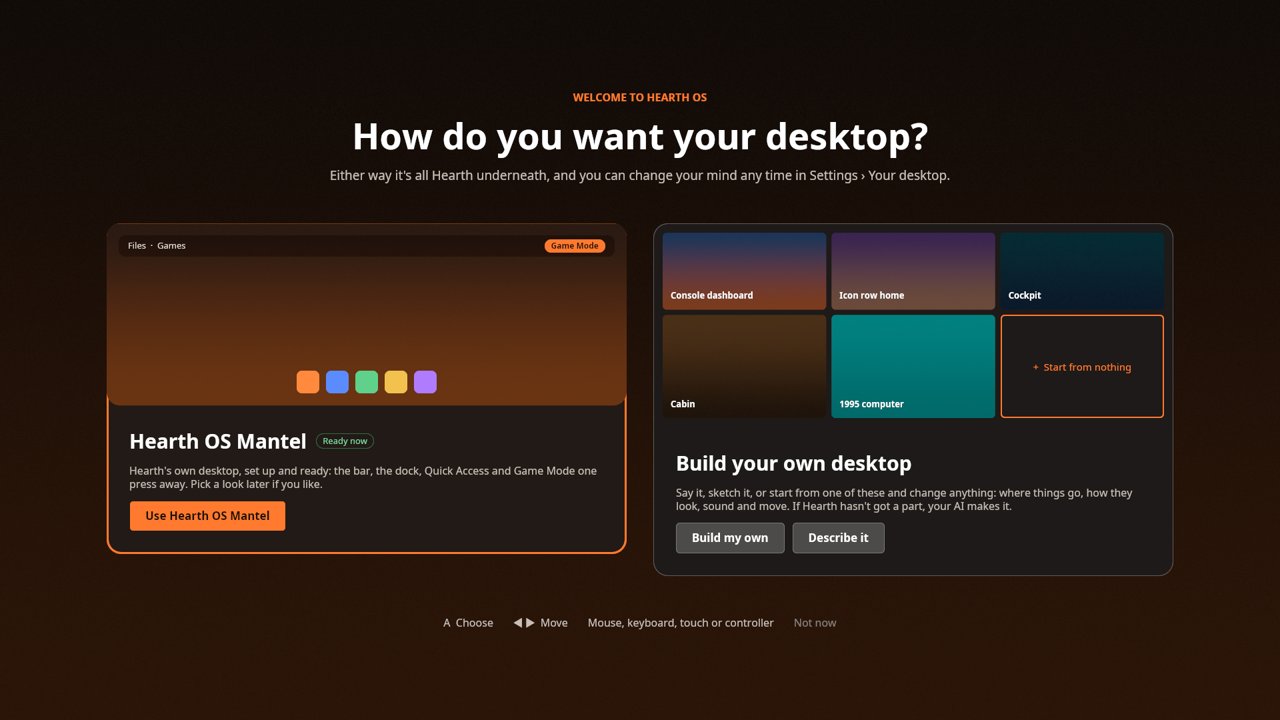 WELCOME TO HEARTH OS
How do you want your desktop?
Either way it's all Hearth underneath, and you can change your mind any time in Settings › Your desktop.
Files · Games
Game Mode
Hearth OS Mantel
Ready now
Hearth's own desktop, set up and ready: the bar, the dock, Quick Access and Game Mode one
press away. Pick a look later if you like.
Use Hearth OS Mantel
Console dashboard
Icon row home
Cockpit
Cabin
1995 computer
+ Start from nothing
Build your own desktop
Say it, sketch it, or start from one of these and change anything: where things go, how they
look, sound and move. If Hearth hasn't got a part, your AI makes it.
Build my own
Describe it
A Choose ◀ ▶ Move Mouse, keyboard, touch or controller Not now